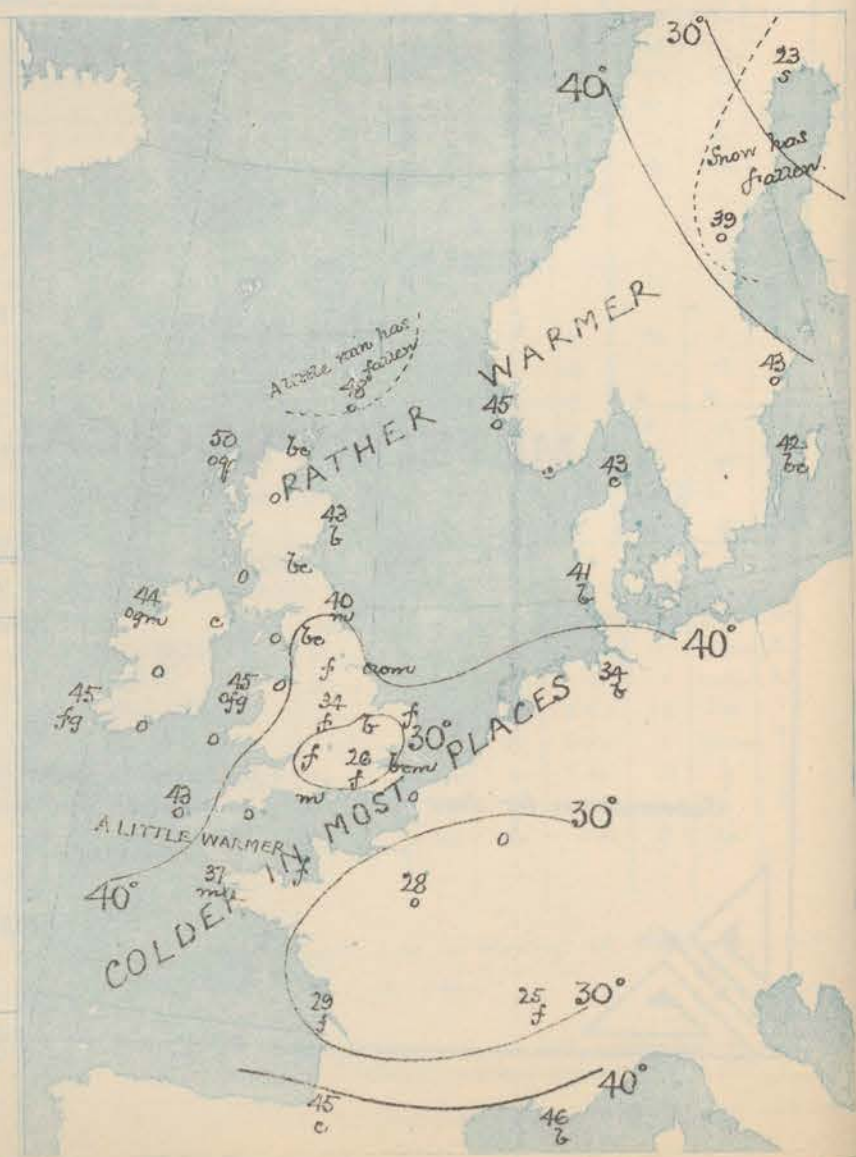 30°
23
s
40°
Snow has
fallen.
39
o
A little rain has
fallen
o
RATHER WARMER
45
o
43
o
50
oq
bc
o
43
c
42
bc
43
b
o
bc
41
b
44
ogm
c
40
m
o
bc
40°
f
crom
o
45
fg
45
ofg
o
34
f
b
f
34
b
o
o
30°
f
26
f
bcm
m
o
43
o
o
A LITTLE WARMER
30°
o
40°
37
f
28
o
COLDER IN MOST PLACES
29
f
25
f
30°
40°
45
c
46
b